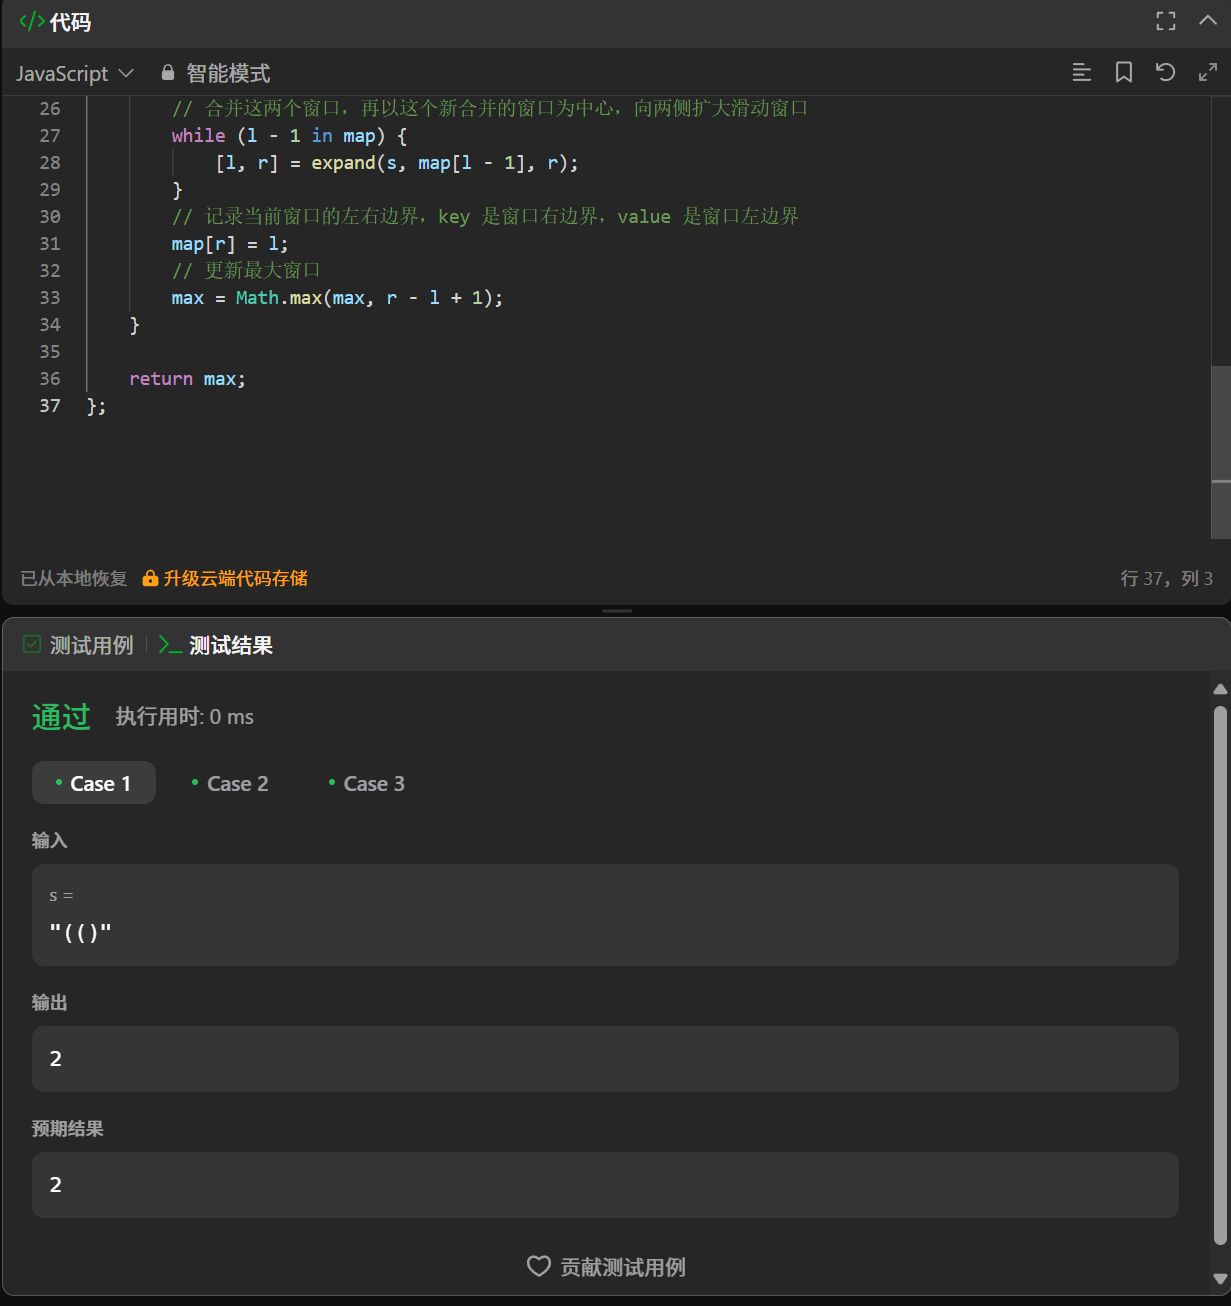 </> 代码
JavaScript 智能模式
26 // 合并这两个窗口，再以这个新合并的窗口为中心，向两侧扩大滑动窗口
27 while (l - 1 in map) {
28 [l, r] = expand(s, map[l - 1], r);
29 }
30 // 记录当前窗口的左右边界，key 是窗口右边界，value 是窗口左边界
31 map[r] = l;
32 // 更新最大窗口
33 max = Math.max(max, r - l + 1);
34 }
35
36 return max;
37 };
已从本地恢复 升级云端代码存储 行 37，列 3
测试用例 >_ 测试结果
通过 执行用时: 0 ms
• Case 1 • Case 2 • Case 3
输入
s =
"(()"
输出
2
预期结果
2
贡献测试用例